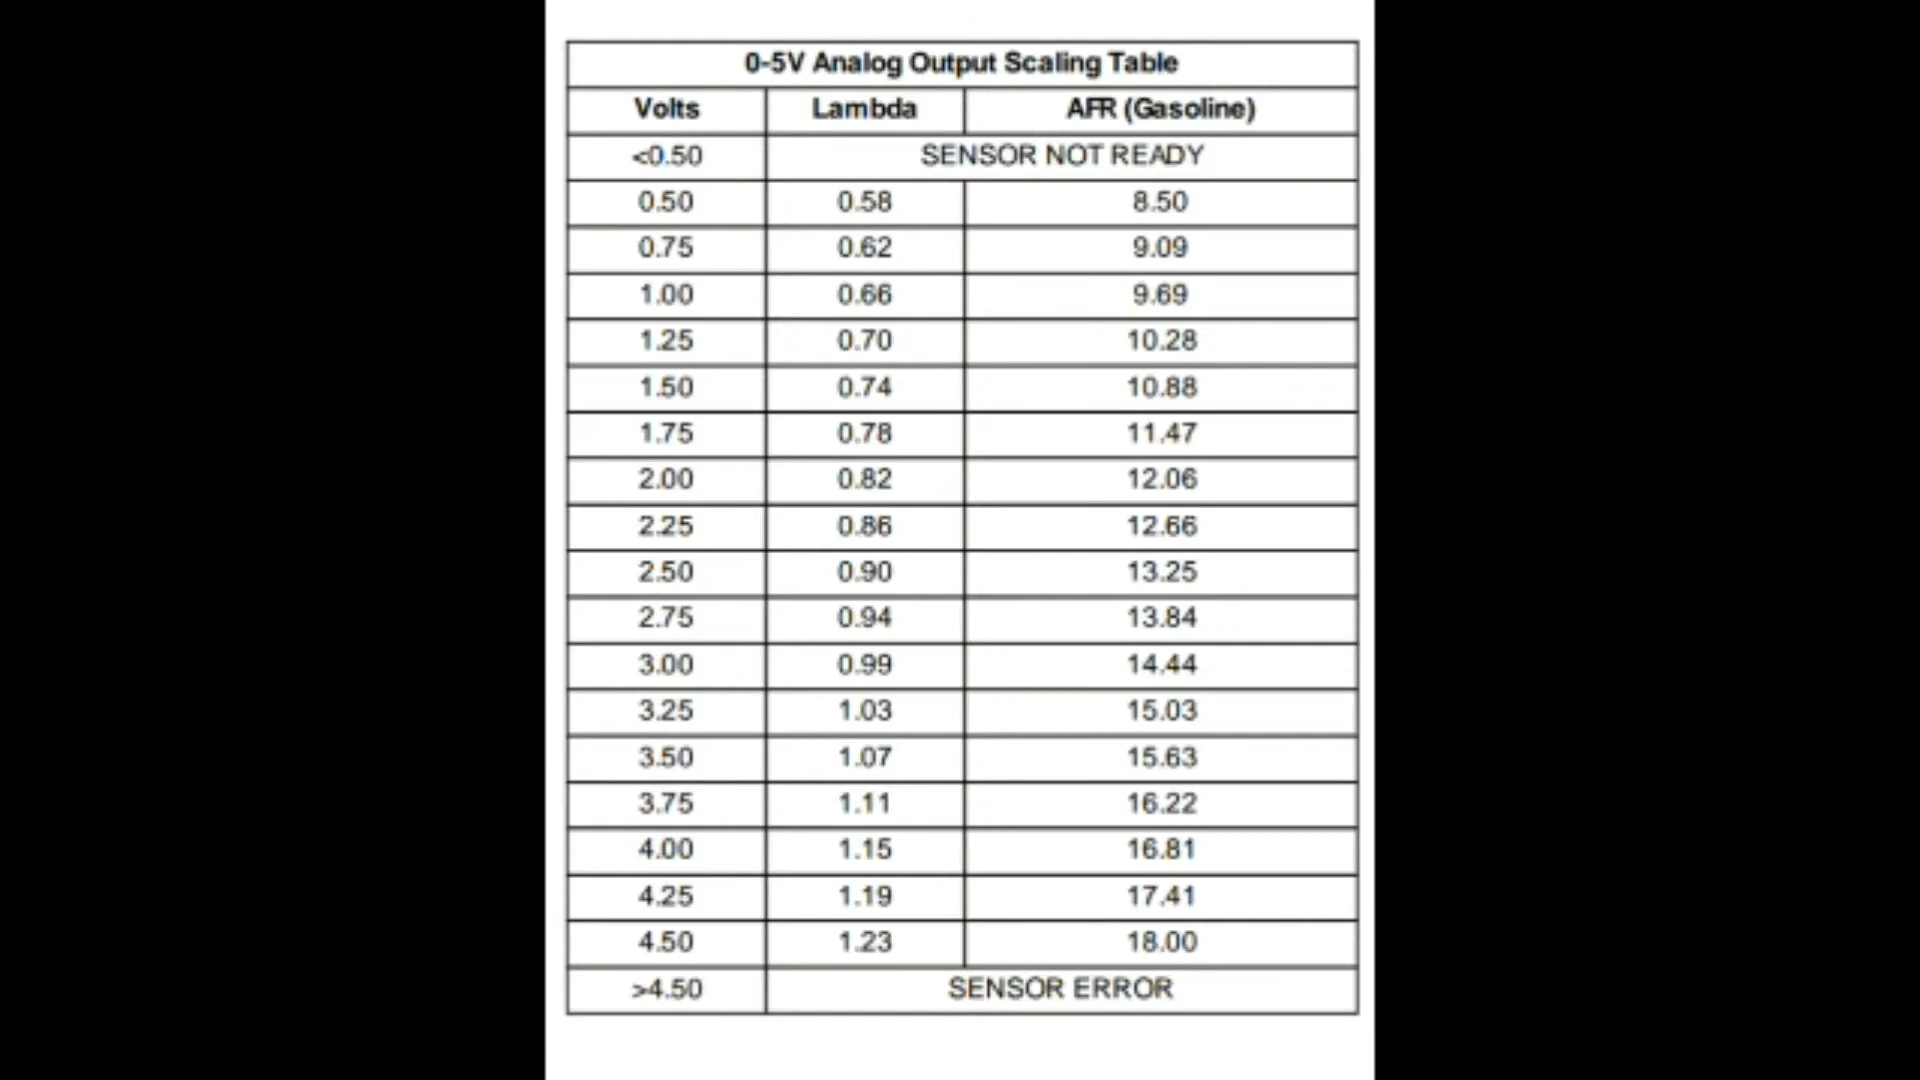 0-5V Analog Output Scaling Table
Volts Lambda AFR (Gasoline)
<0.50 SENSOR NOT READY
0.50 0.58 8.50
0.75 0.62 9.09
1.00 0.66 9.69
1.25 0.70 10.28
1.50 0.74 10.88
1.75 0.78 11.47
2.00 0.82 12.06
2.25 0.86 12.66
2.50 0.90 13.25
2.75 0.94 13.84
3.00 0.99 14.44
3.25 1.03 15.03
3.50 1.07 15.63
3.75 1.11 16.22
4.00 1.15 16.81
4.25 1.19 17.41
4.50 1.23 18.00
>4.50 SENSOR ERROR